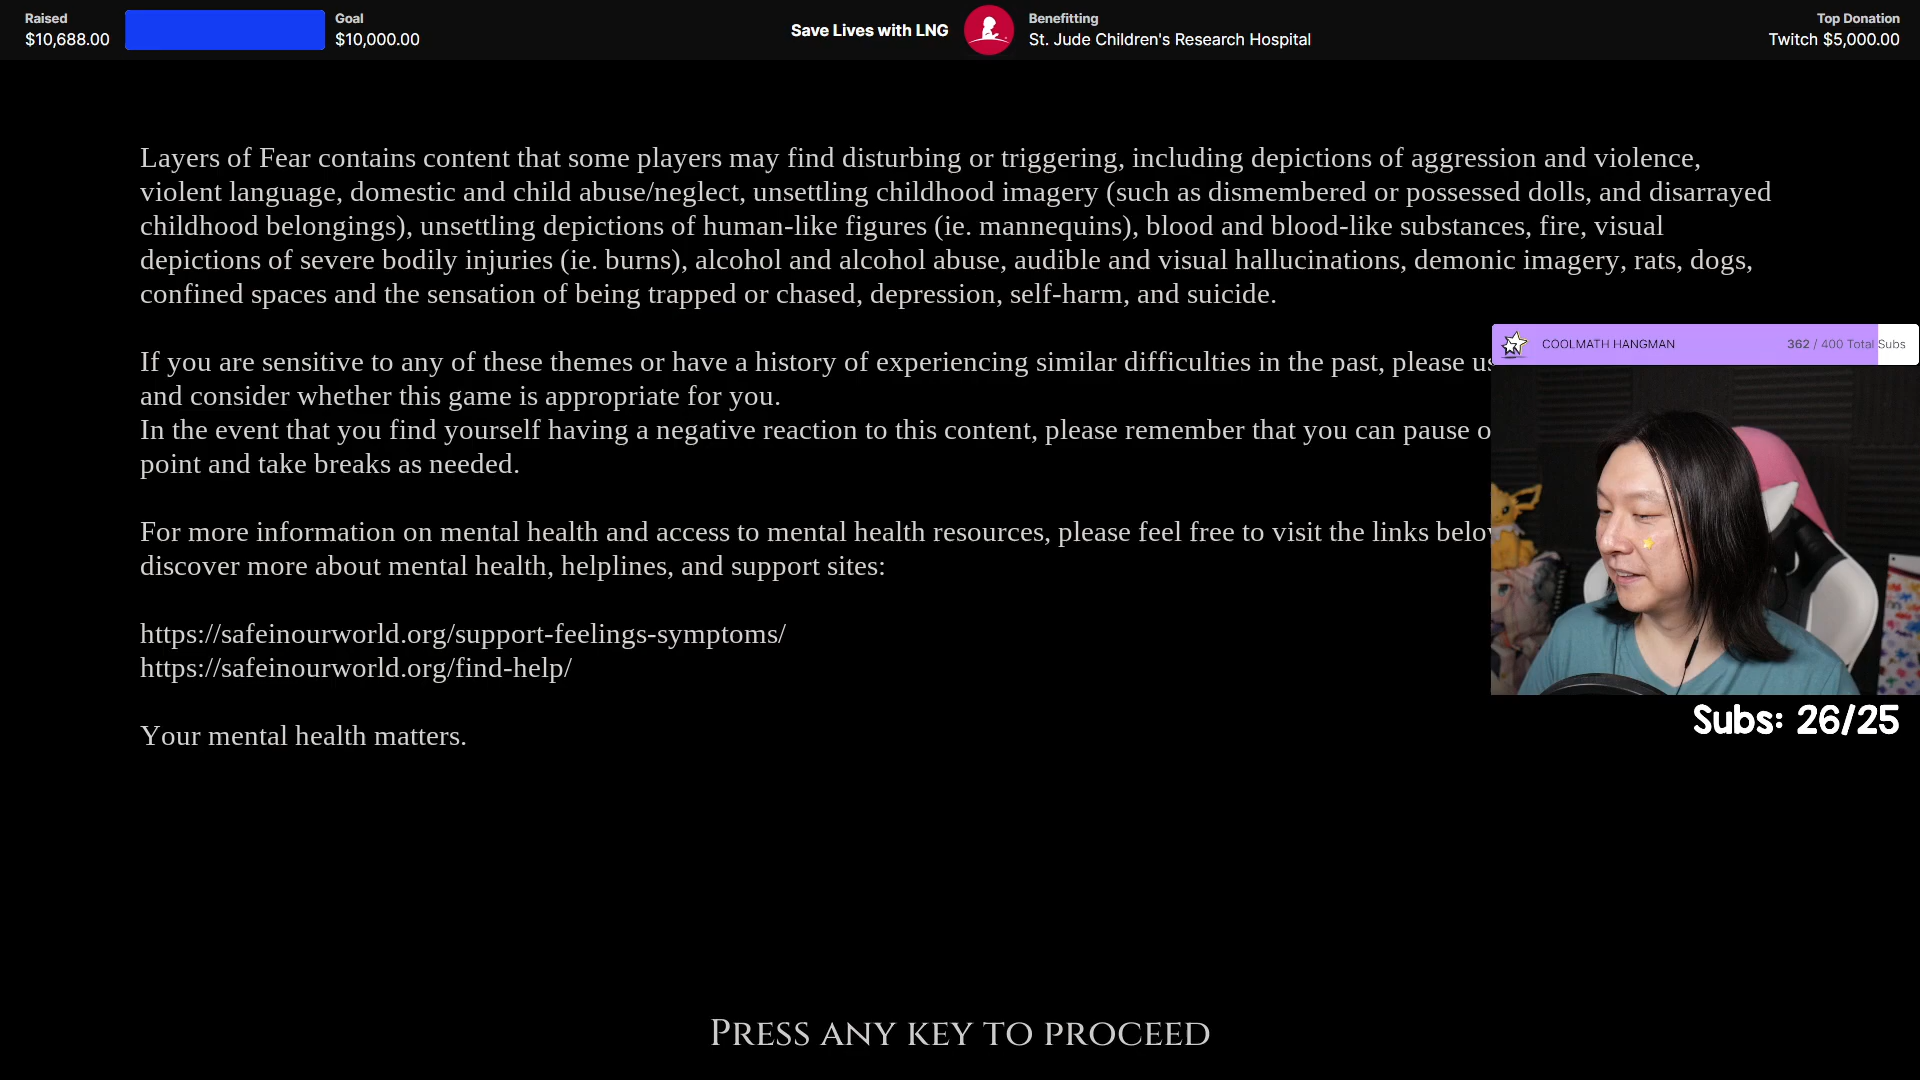 Raised
$10,688.00
Goal
$10,000.00
Save Lives with LNG
Benefitting
St. Jude Children's Research Hospital
Top Donation
Twitch $5,000.00
Layers of Fear contains content that some players may find disturbing or triggering, including depictions of aggression and violence,
violent language, domestic and child abuse/neglect, unsettling childhood imagery (such as dismembered or possessed dolls, and disarrayed
childhood belongings), unsettling depictions of human-like figures (ie. mannequins), blood and blood-like substances, fire, visual
depictions of severe bodily injuries (ie. burns), alcohol and alcohol abuse, audible and visual hallucinations, demonic imagery, rats, dogs,
confined spaces and the sensation of being trapped or chased, depression, self-harm, and suicide.
If you are sensitive to any of these themes or have a history of experiencing similar difficulties in the past, please
and consider whether this game is appropriate for you.
In the event that you find yourself having a negative reaction to this content, please remember that you can pause
point and take breaks as needed.
For more information on mental health and access to mental health resources, please feel free to visit the links
discover more about mental health, helplines, and support sites:
https://safeinourworld.org/support-feelings-symptoms/
https://safeinourworld.org/find-help/
Your mental health matters.
COOLMATH HANGMAN
362 / 400 Total Subs
Subs: 26/25
Press any key to proceed